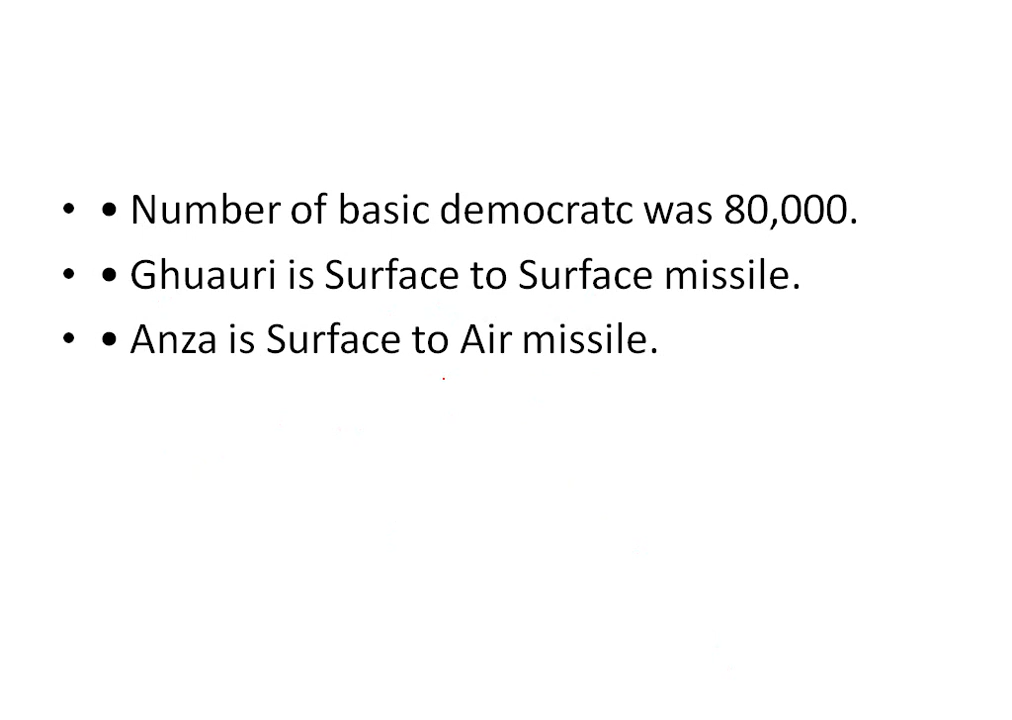 • • Number of basic democratc was 80,000.
• • Ghuauri is Surface to Surface missile.
• • Anza is Surface to Air missile.